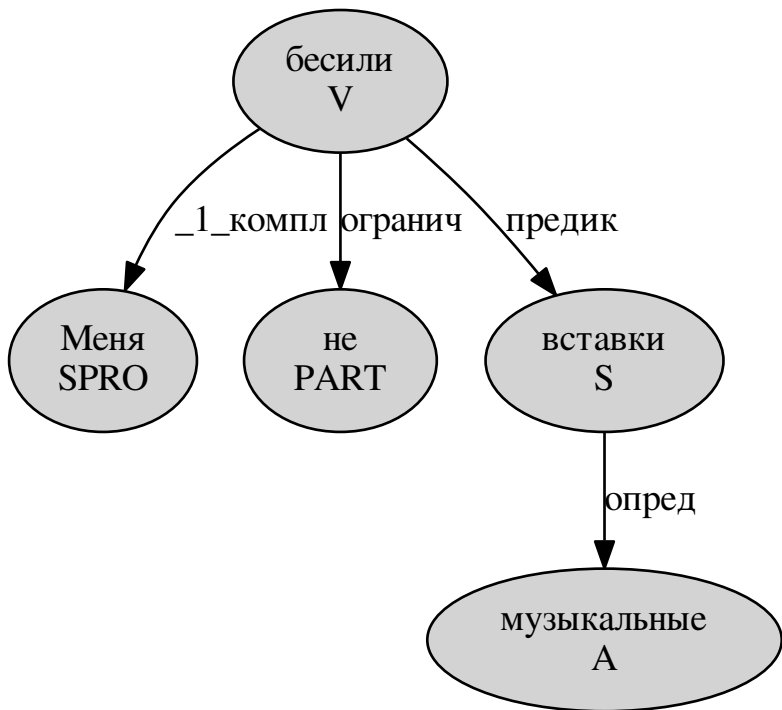 бесили
V
_1_компл
огранич
предик
Меня
SPRO
не
PART
вставки
S
опред
музыкальные
A